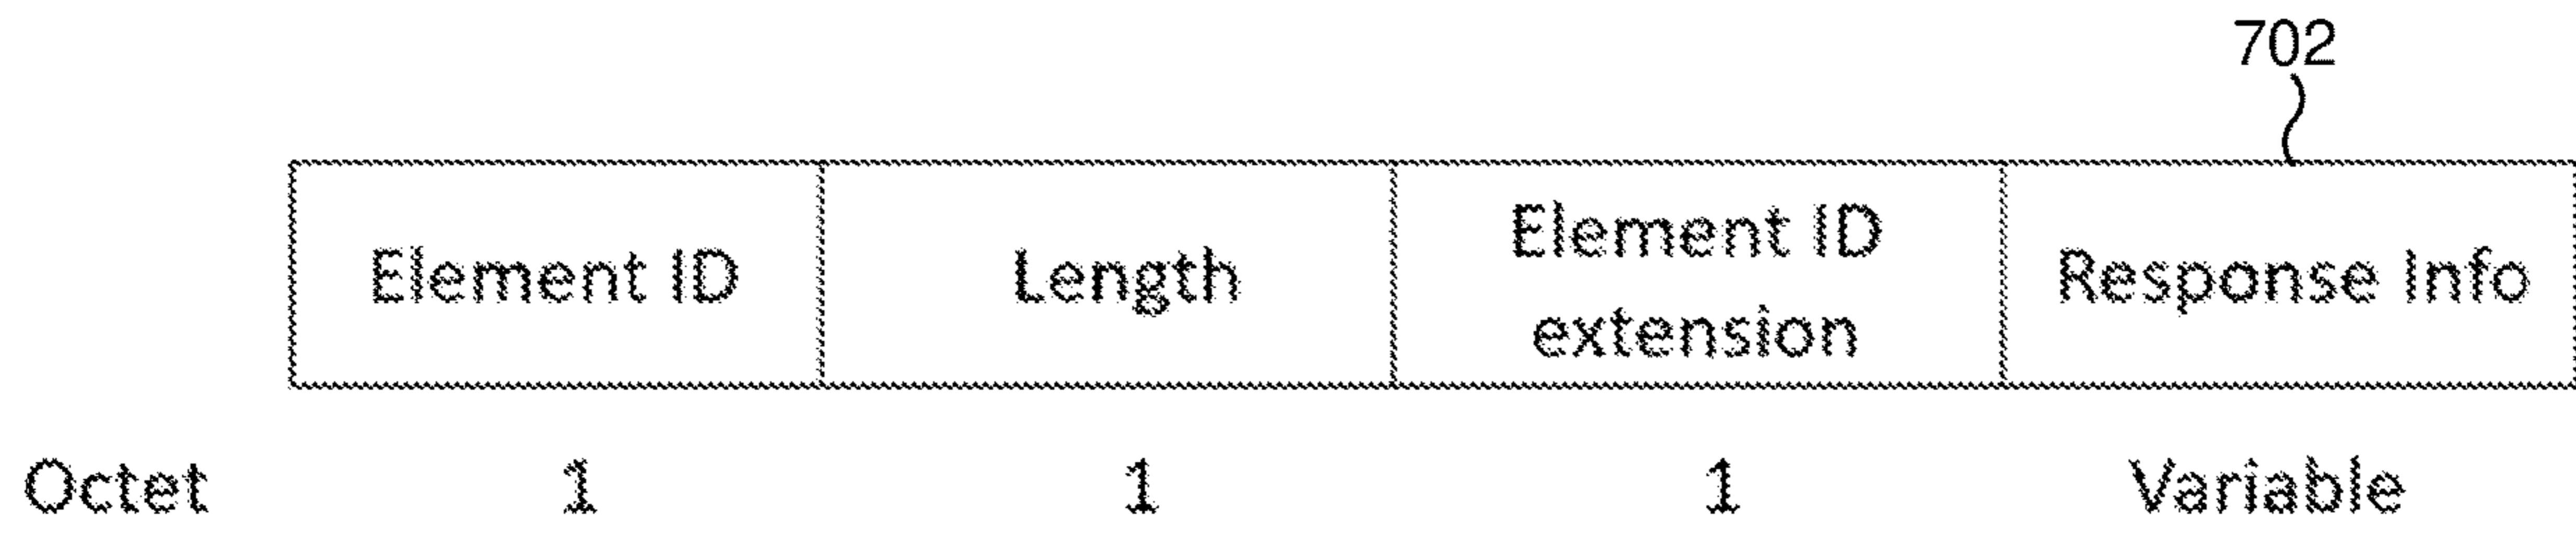 702
Element ID
Length
Element ID
extension
Response Info
Octet
1
1
1
Variable